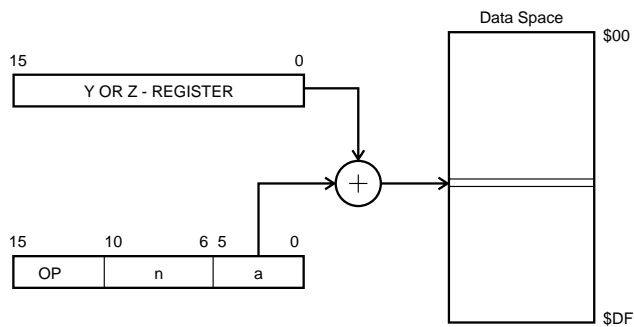 Data Space
$00
15 0
Y OR Z - REGISTER
+
15 10 6 5 0
OP n a
$DF